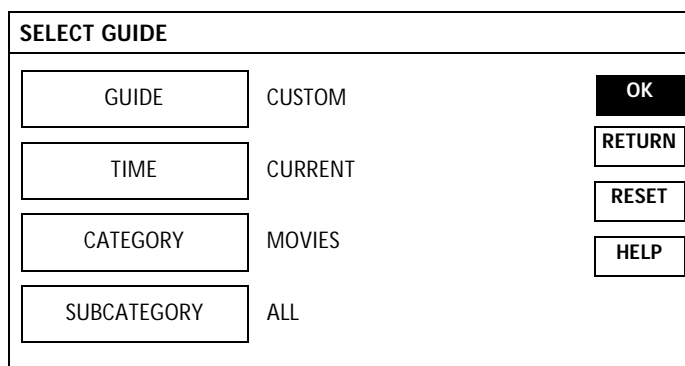 SELECT GUIDE
GUIDE CUSTOM OK
RETURN
TIME CURRENT
RESET
CATEGORY MOVIES HELP
SUBCATEGORY ALL